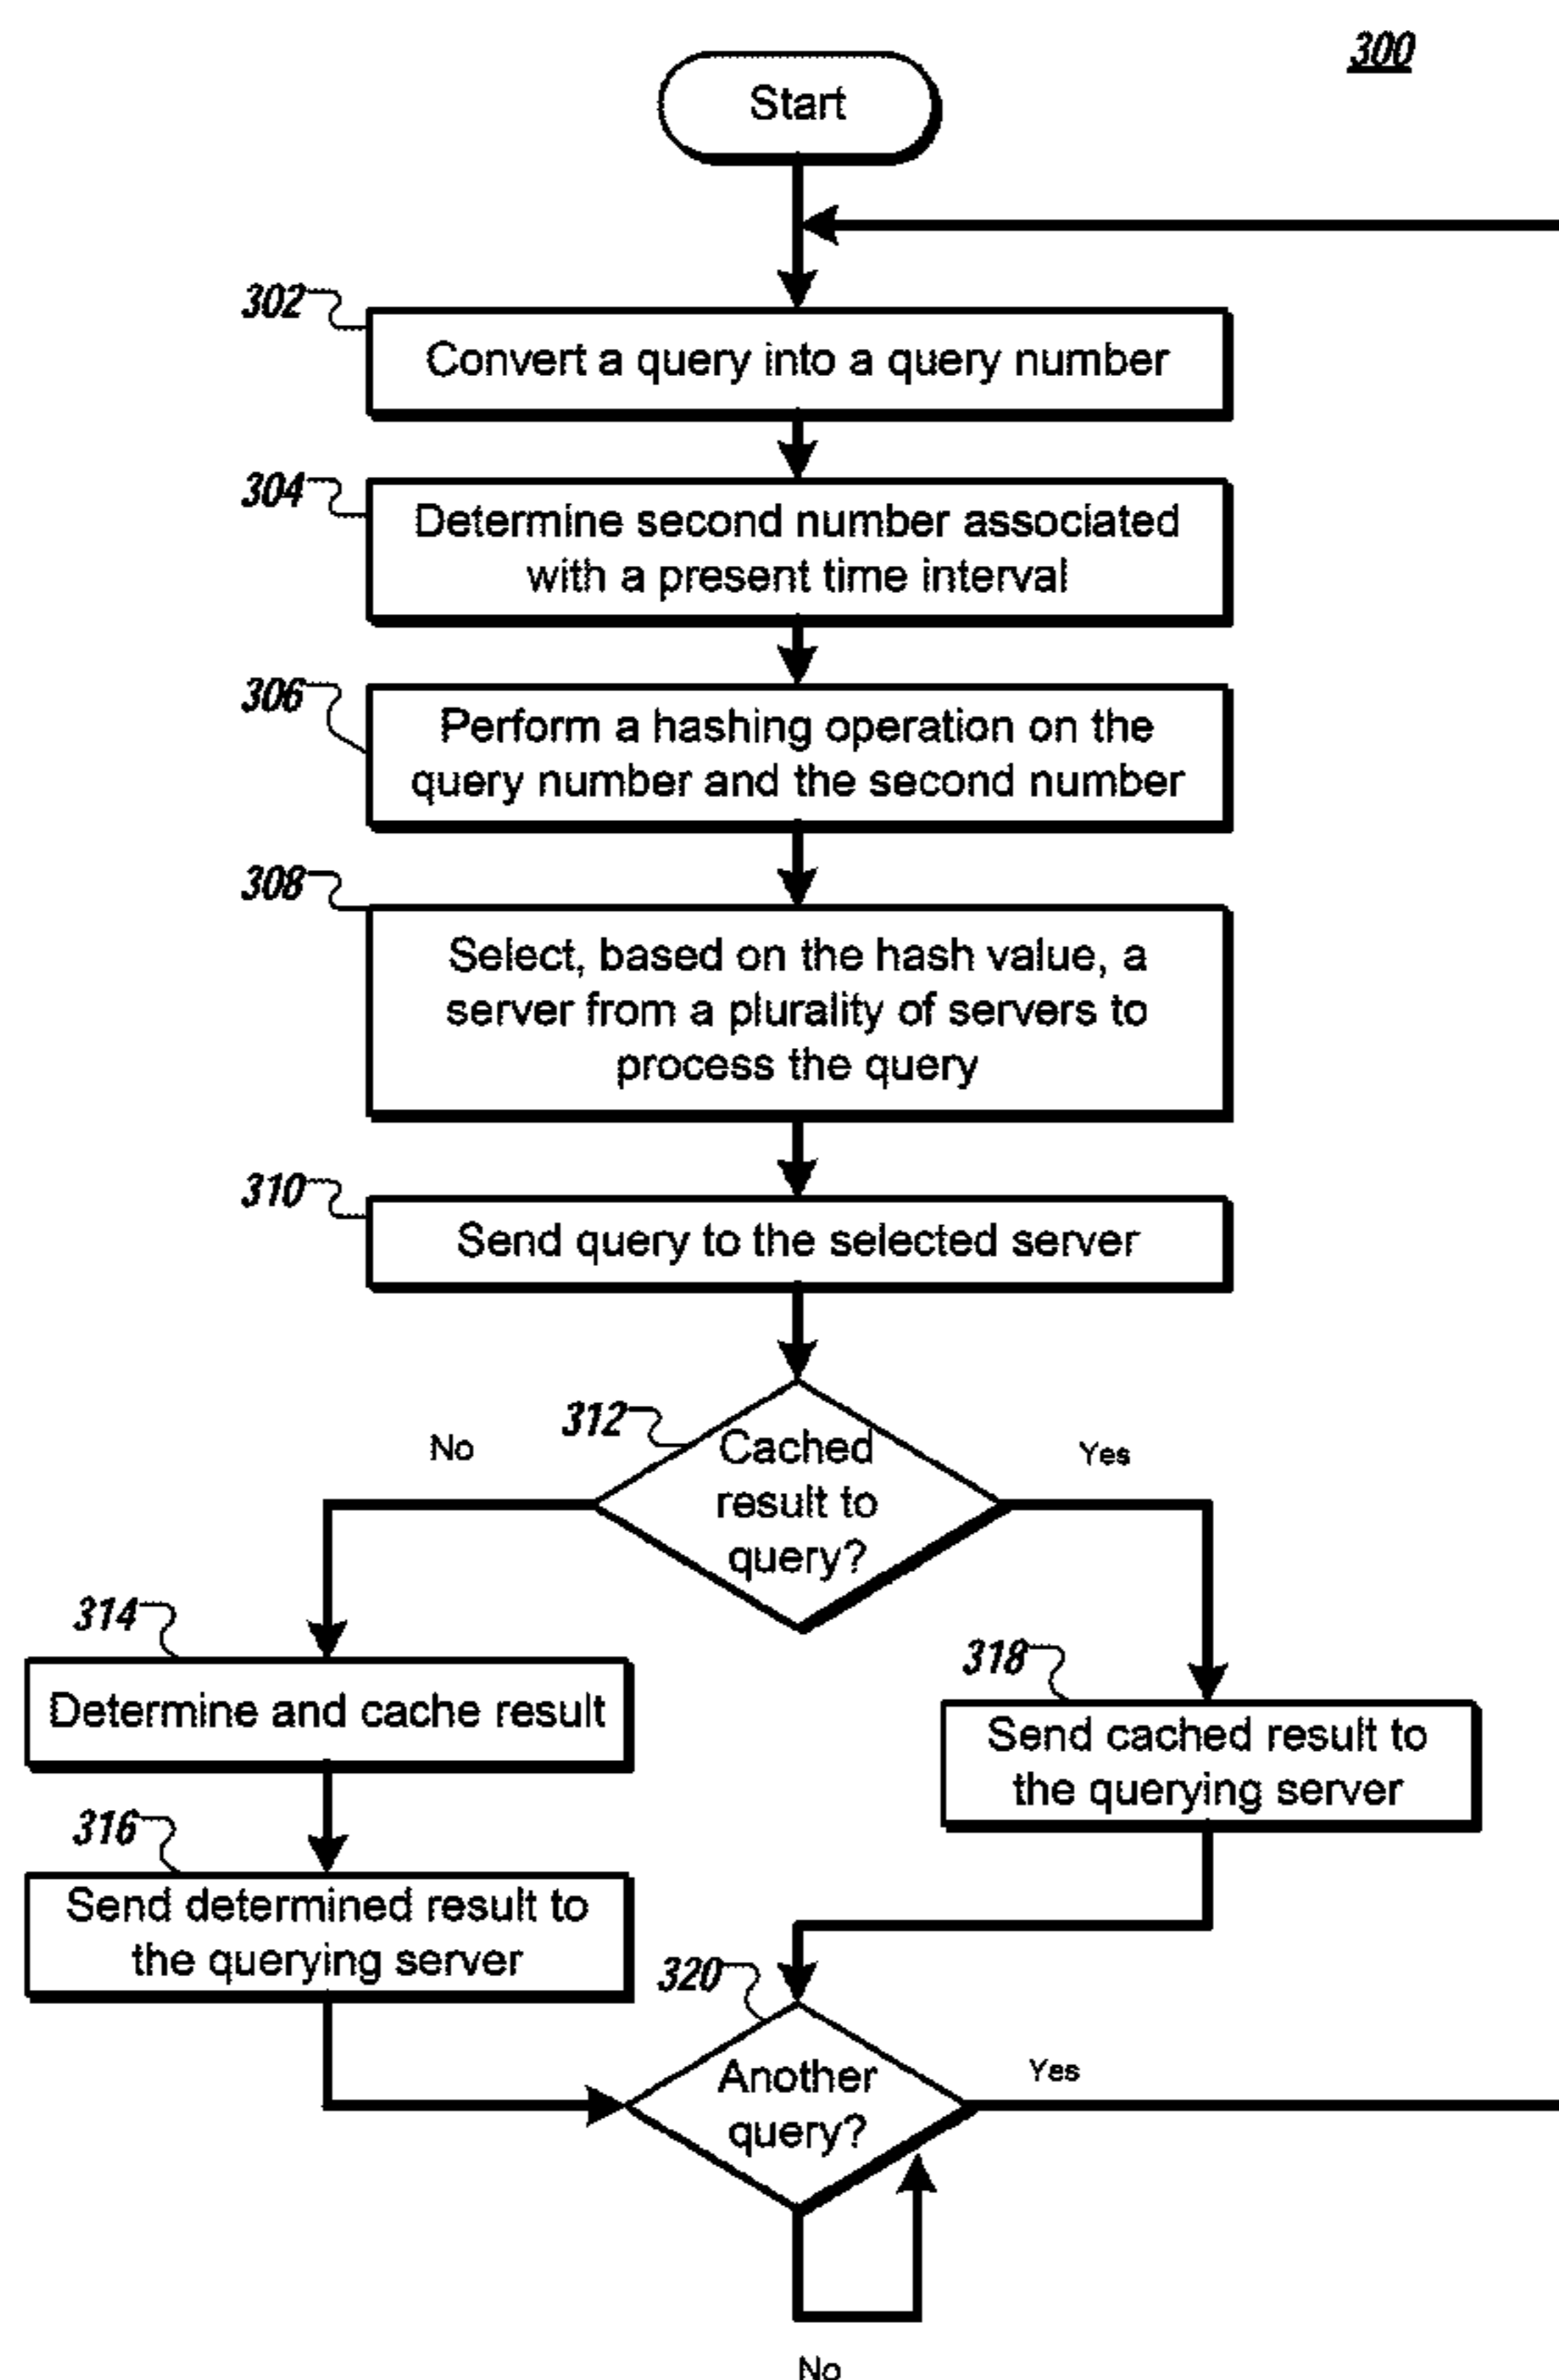 300
Start
302
Convert a query into a query number
304
Determine second number associated
with a present time interval
306
Perform a hashing operation on the
query number and the second number
308
Select, based on the hash value, a
server from a plurality of servers to
process the query
310
Send query to the selected server
312
Cached
result to
query?
No
Yes
314
Determine and cache result
318
Send cached result to
the querying server
316
Send determined result to
the querying server
320
Another
query?
Yes
No